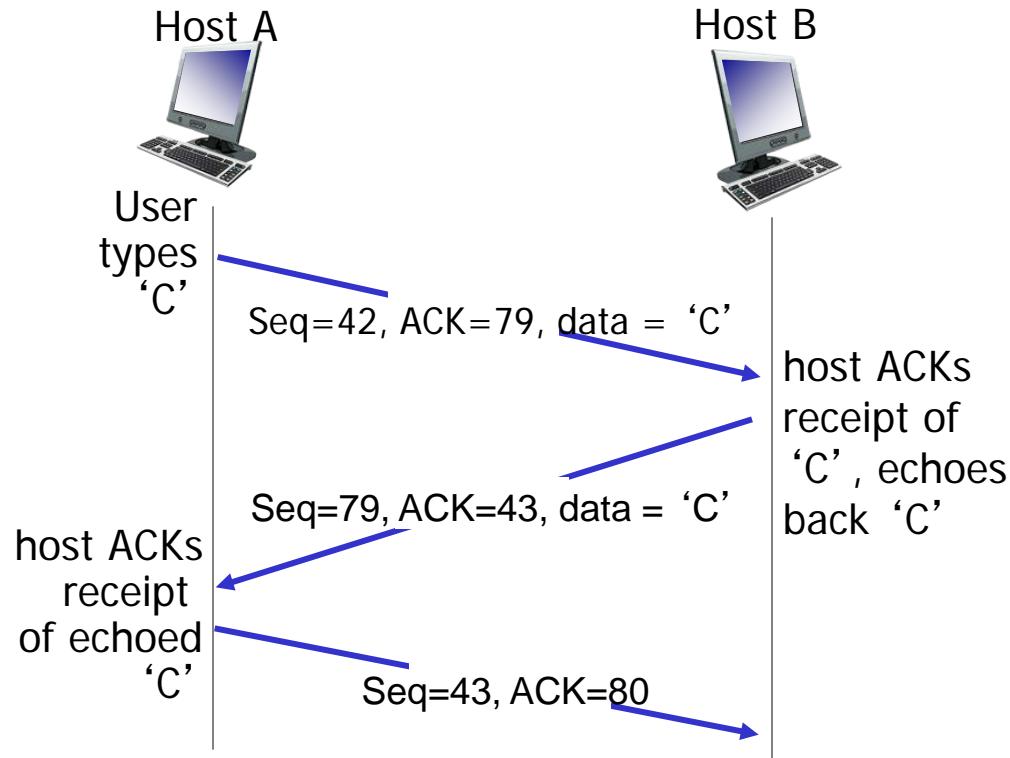 Host A
Host B
User
types
‘C’
Seq=42, ACK=79, data = ‘C’
host ACKs
receipt of
‘C’, echoes
back ‘C’
Seq=79, ACK=43, data = ‘C’
host ACKs
receipt
of echoed
‘C’
Seq=43, ACK=80